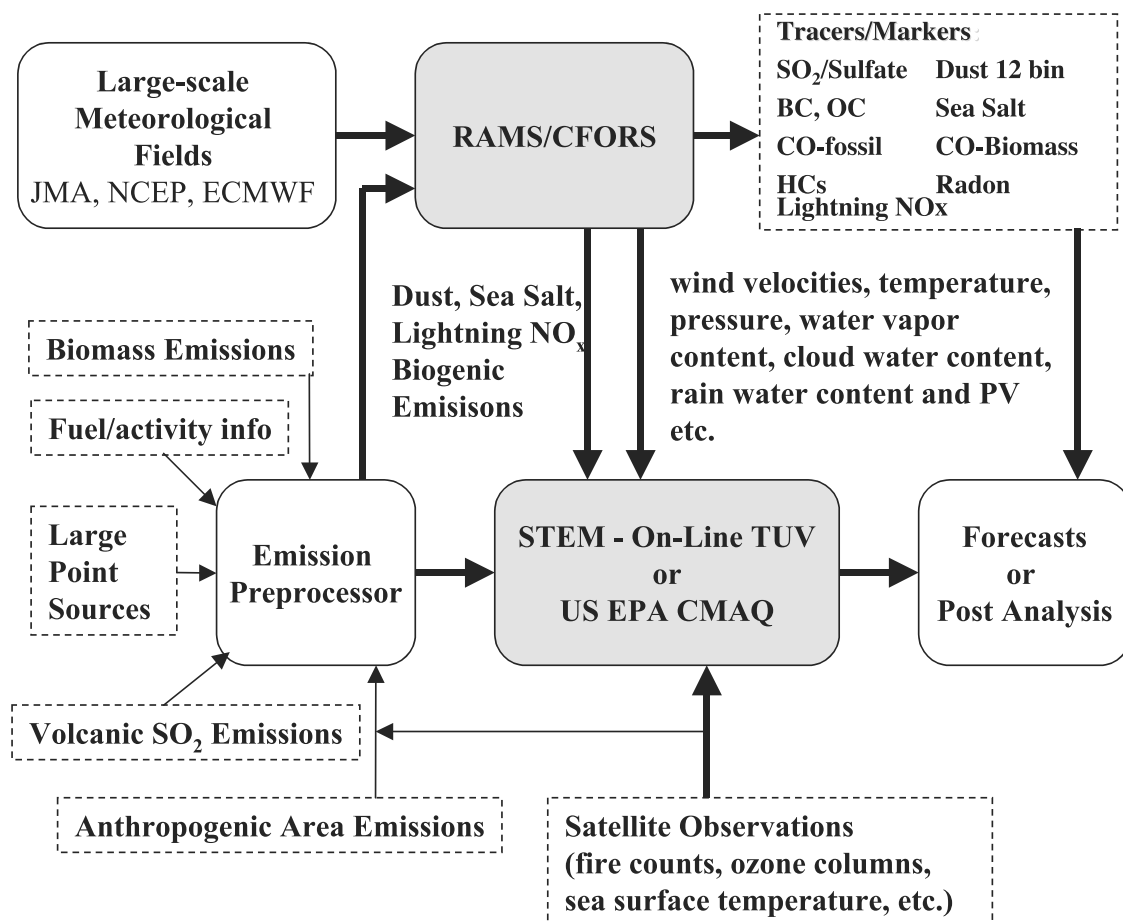 Large-scale
Meteorological
Fields
JMA, NCEP, ECMWF
RAMS/CFORS
Tracers/Markers
SO2/Sulfate Dust 12 bin
BC, OC Sea Salt
CO-fossil CO-Biomass
HCs Radon
Lightning NOx
Dust, Sea Salt,
Lightning NOx
Biogenic
Emisisons
wind velocities, temperature,
pressure, water vapor
content, cloud water content,
rain water content and PV
etc.
Biomass Emissions
Fuel/activity info
Large
Point
Sources
Emission
Preprocessor
STEM - On-Line TUV
or
US EPA CMAQ
Forecasts
or
Post Analysis
Volcanic SO2 Emissions
Anthropogenic Area Emissions
Satellite Observations
(fire counts, ozone columns,
sea surface temperature, etc.)